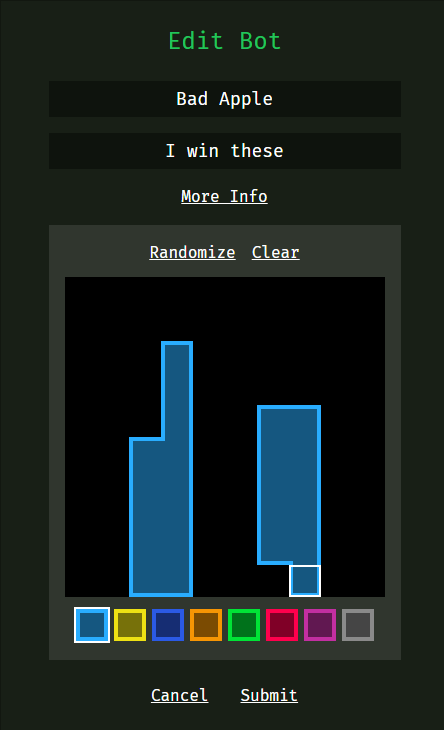 Edit Bot
Bad Apple
I win these
More Info
Randomize Clear
Cancel Submit